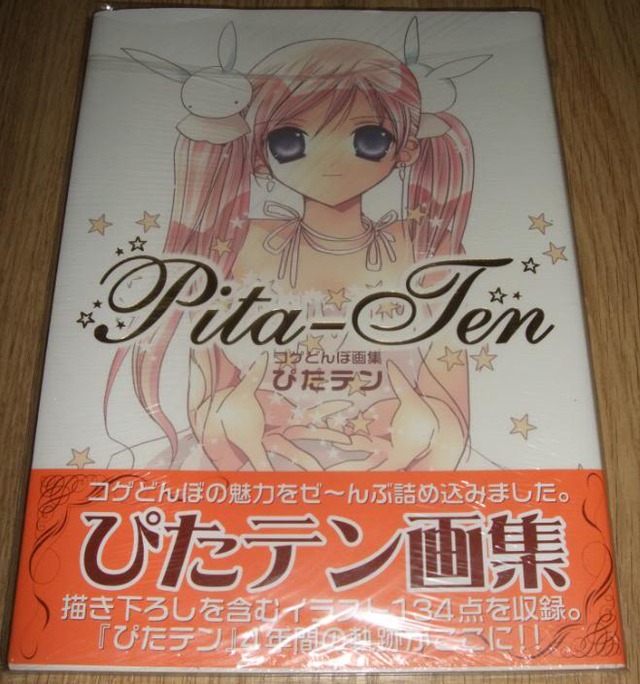 Pita-Ten
コゲどんぼ画集
ぴたテン
コゲどんぼの魅力をゼ〜んぶ詰め込みました。
ぴたテン画集
描き下ろしを含むイラスト134点を収録。
『ぴたテン』4年間の軌跡がここに!!